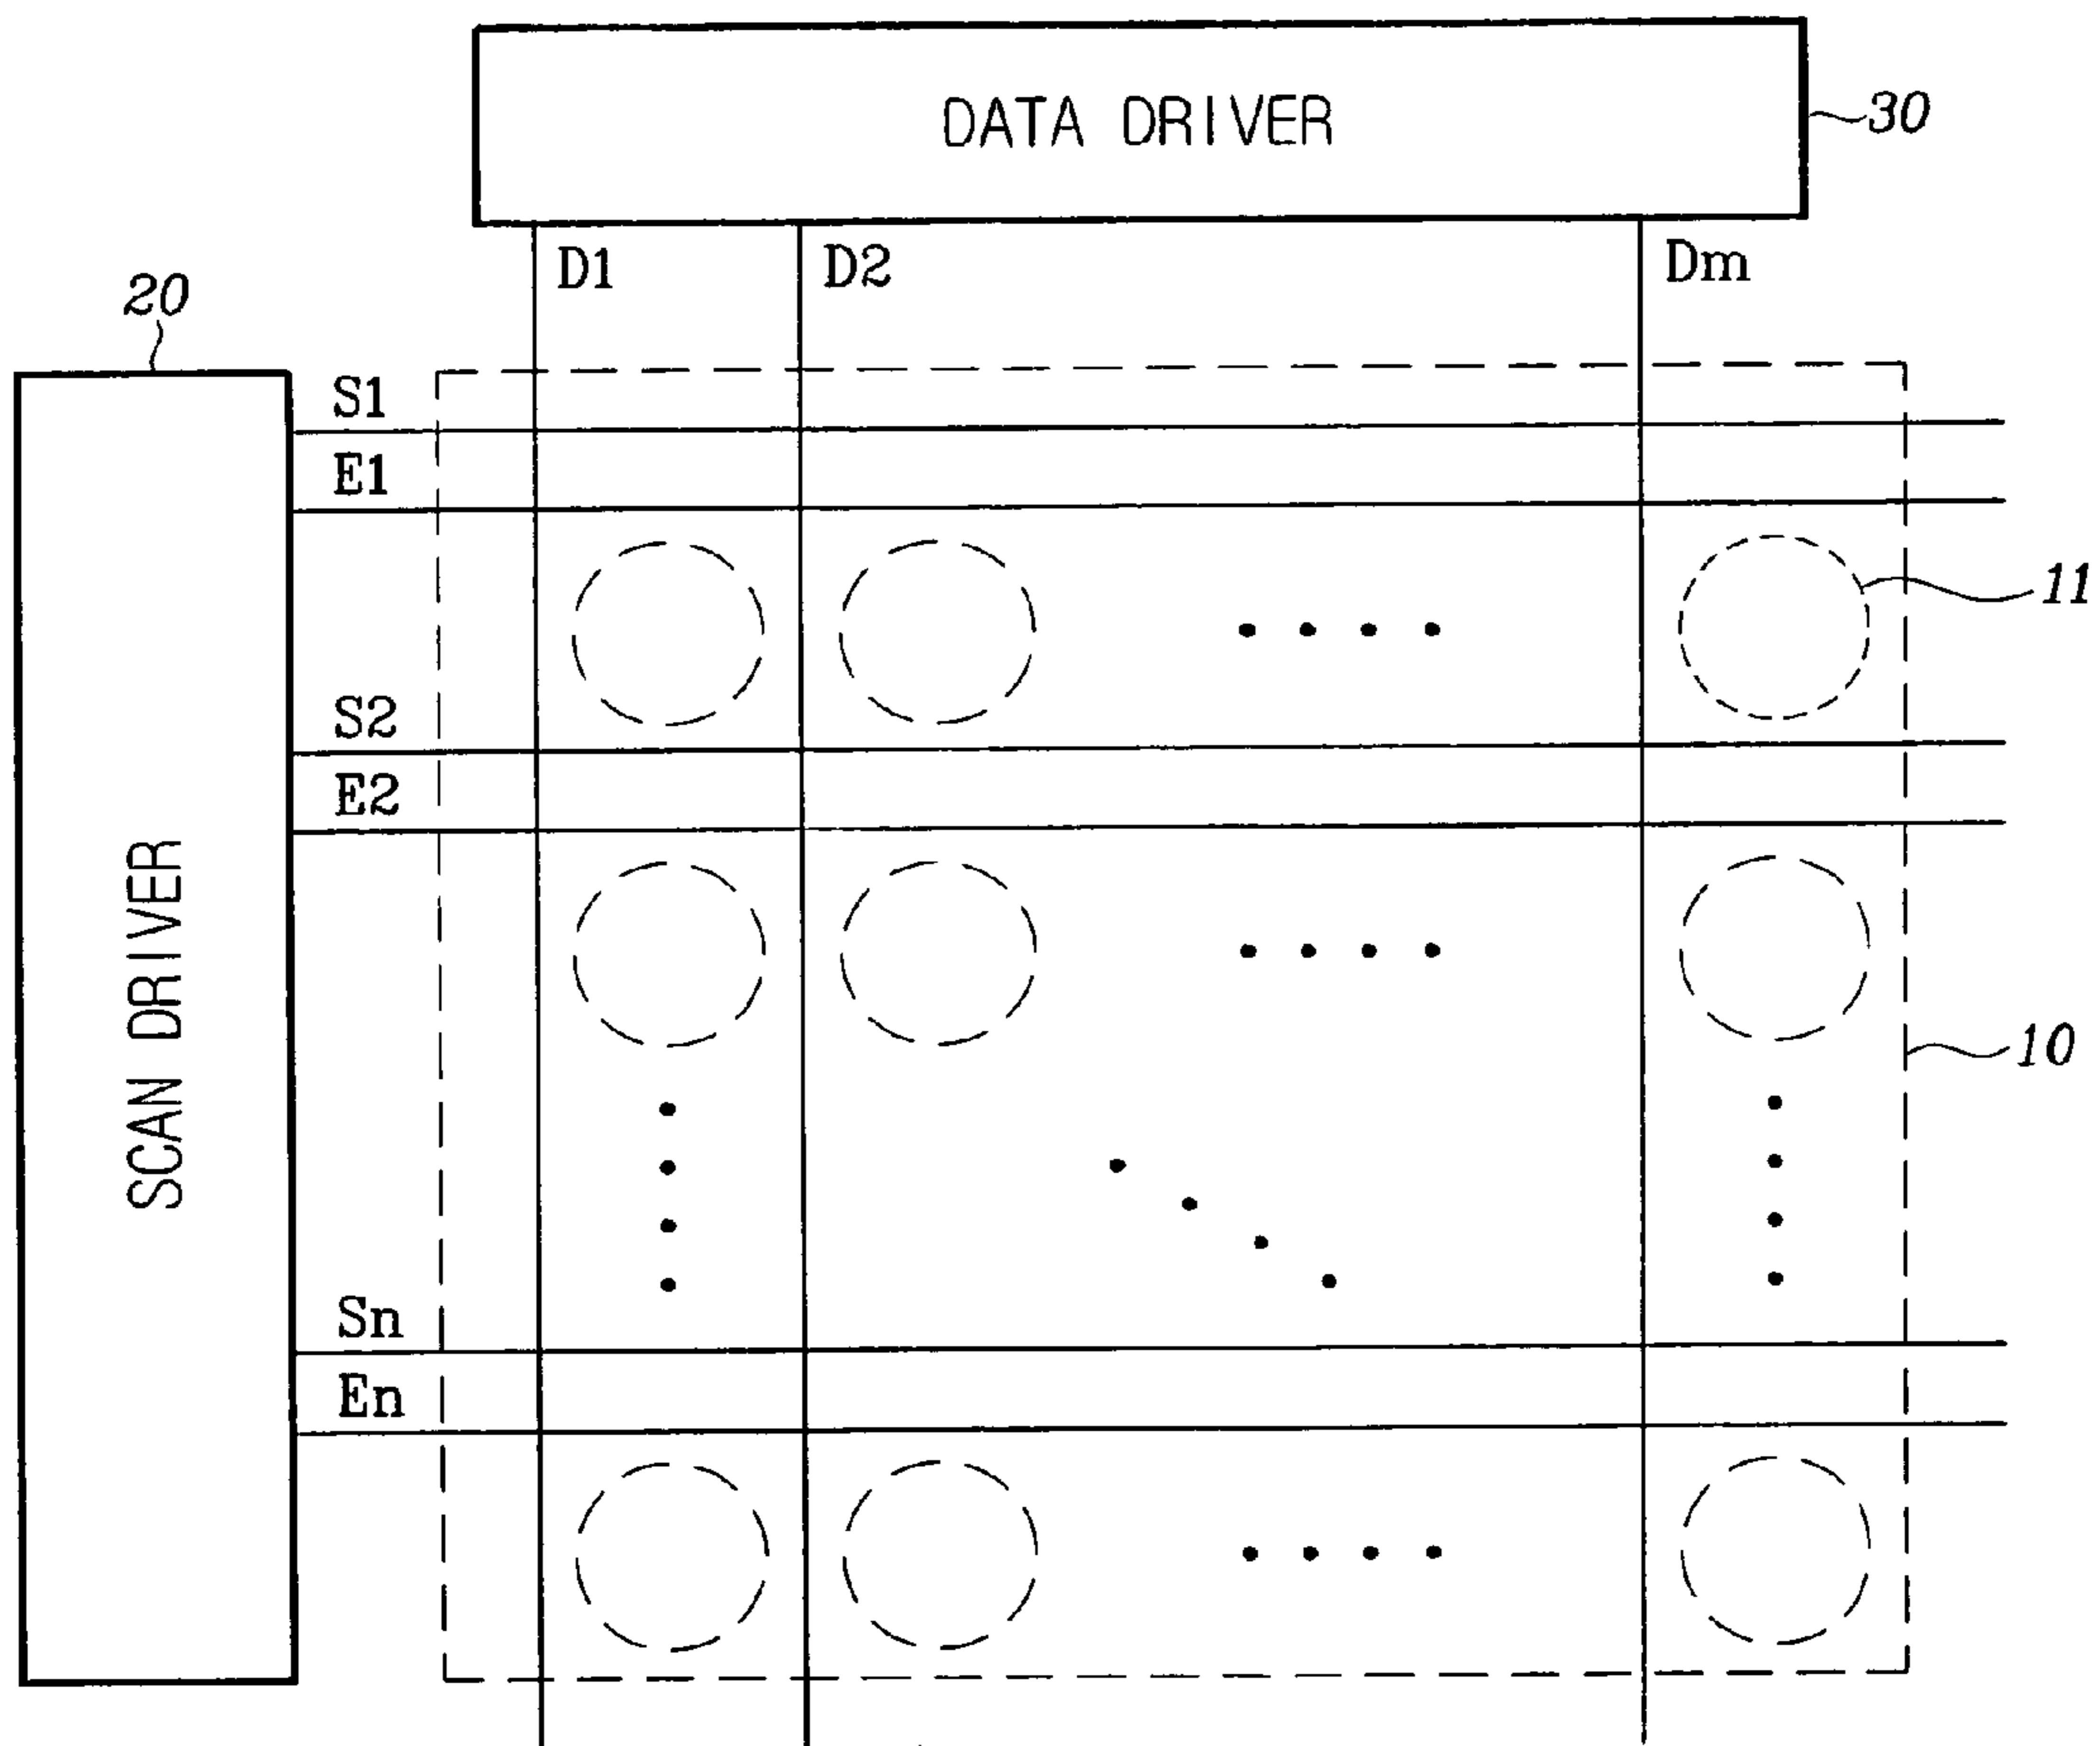 DATA DRIVER
30
D1
D2
Dm
20
S1
E1
11
S2
E2
SCAN DRIVER
10
Sn
En